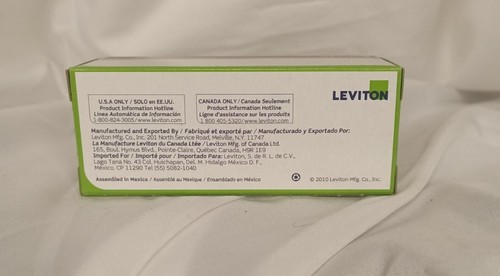 LEVITON
U.S.A ONLY / SOLO en EE.UU.
Product Information Hotline
Linea Automática de Información
1-800-824-3005/www.leviton.com
CANADA ONLY/Canada Seulement
Product Information Hotline
Ligne d'assistance sur les produits
1 800 405-5320/www.leviton.com
Manufactured and Exported By / Fabriqué et exporté par / Manufacturado y Exportado Por:
Leviton Mfg. Co., Inc. 201 North Service Road, Melville, N.Y. 11747
La Manufacture Leviton du Canada Ltée / Leviton Mfg. of Canada Ltd.
165, Boul. Hymus Blvd., Pointe-Claire, Québec Canada, H9R 1E9
Imported For / Importé pour / Importado Para: Leviton, S. de R. L. de C.V.,
Lago Tana No. 43 Col. Huichapan, Del. M. Hidalgo México D. F.,
México, CP 11290 Tel (55) 5082-1040
Assembled in Mexico / Assemblé au Mexique / Ensamblado en México
© 2010 Leviton Mfg. Co., Inc.